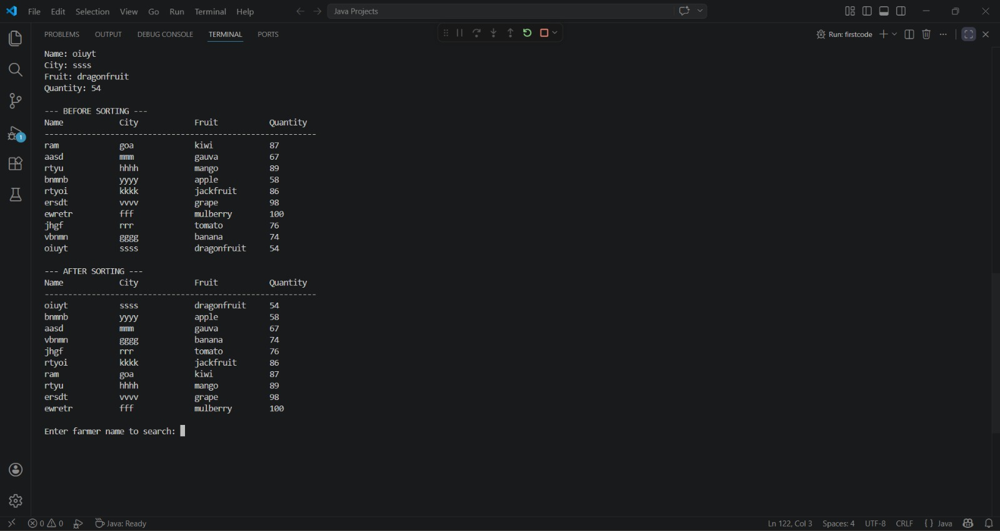 File Edit Selection View Go Run Terminal Help Java Projects
PROBLEMS OUTPUT DEBUG CONSOLE TERMINAL PORTS Run: firstcode
Name: oiuyt
City: ssss
Fruit: dragonfruit
Quantity: 54
--- BEFORE SORTING ---
Name City Fruit Quantity
----------------------------------------------------------
ram goa kiwi 87
aasd mmm gauva 67
rtyu hhhh mango 89
bnmnb yyyy apple 58
rtyoi kkkk jackfruit 86
ersdt vvvv grape 98
ewretr fff mulberry 100
jhgf rrr tomato 76
vbnmn gggg banana 74
oiuyt ssss dragonfruit 54
--- AFTER SORTING ---
Name City Fruit Quantity
----------------------------------------------------------
oiuyt ssss dragonfruit 54
bnmnb yyyy apple 58
aasd mmm gauva 67
vbnmn gggg banana 74
jhgf rrr tomato 76
rtyoi kkkk jackfruit 86
ram goa kiwi 87
rtyu hhhh mango 89
ersdt vvvv grape 98
ewretr fff mulberry 100
Enter farmer name to search:
1
0 0 Java: Ready Ln 122, Col 3 Spaces: 4 UTF-8 CRLF {} Java